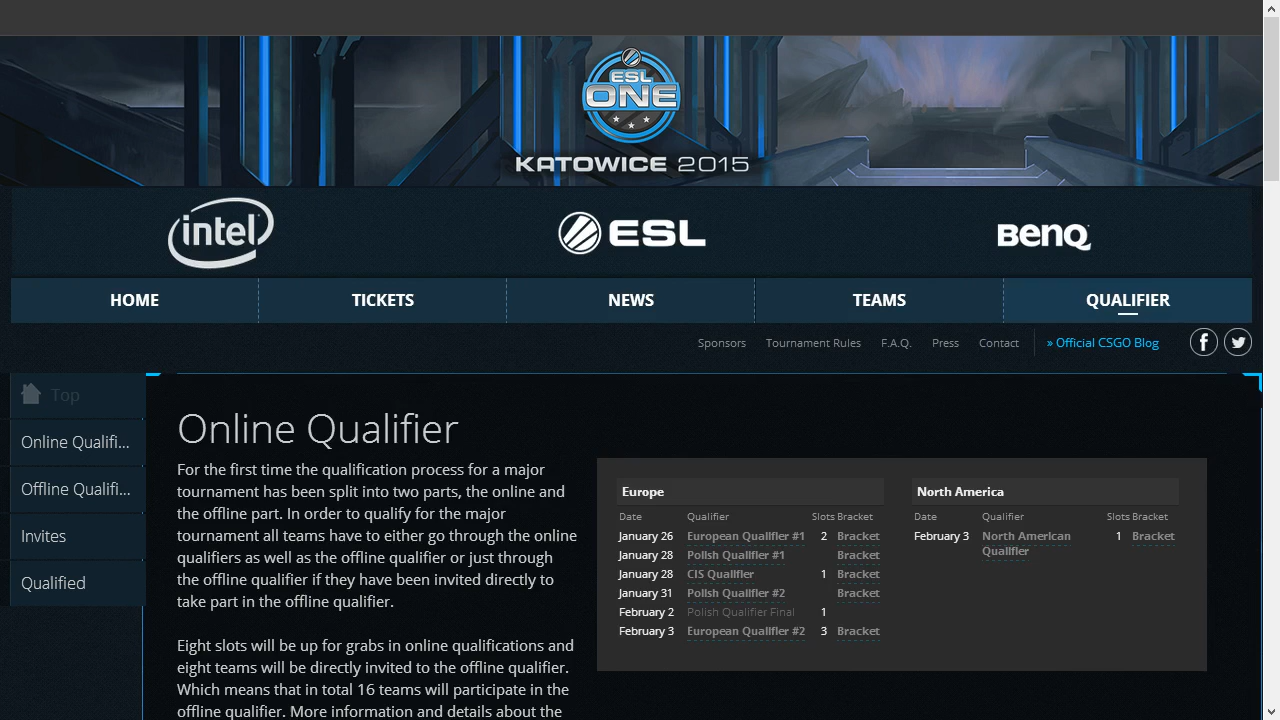 ESL
ONE
KATOWICE 2015
intel
ESL
BenQ
HOME TICKETS NEWS TEAMS QUALIFIER
Sponsors Tournament Rules F.A.Q. Press Contact » Official CSGO Blog
Top
Online Qualifi...
Offline Qualifi...
Invites
Qualified
Online Qualifier
For the first time the qualification process for a major
tournament has been split into two parts, the online and
the offline part. In order to qualify for the major
tournament all teams have to either go through the online
qualifiers as well as the offline qualifier or just through
the offline qualifier if they have been invited directly to
take part in the offline qualifier.
Eight slots will be up for grabs in online qualifications and
eight teams will be directly invited to the offline qualifier.
Which means that in total 16 teams will participate in the
offline qualifier. More information and details about the
Europe
Date Qualifier Slots Bracket
January 26 European Qualifier #1 2 Bracket
January 28 Polish Qualifier #1 Bracket
January 28 CIS Qualifier 1 Bracket
January 31 Polish Qualifier #2 Bracket
February 2 Polish Qualifier Final 1
February 3 European Qualifier #2 3 Bracket
North America
Date Qualifier Slots Bracket
February 3 North American 1 Bracket
Qualifier